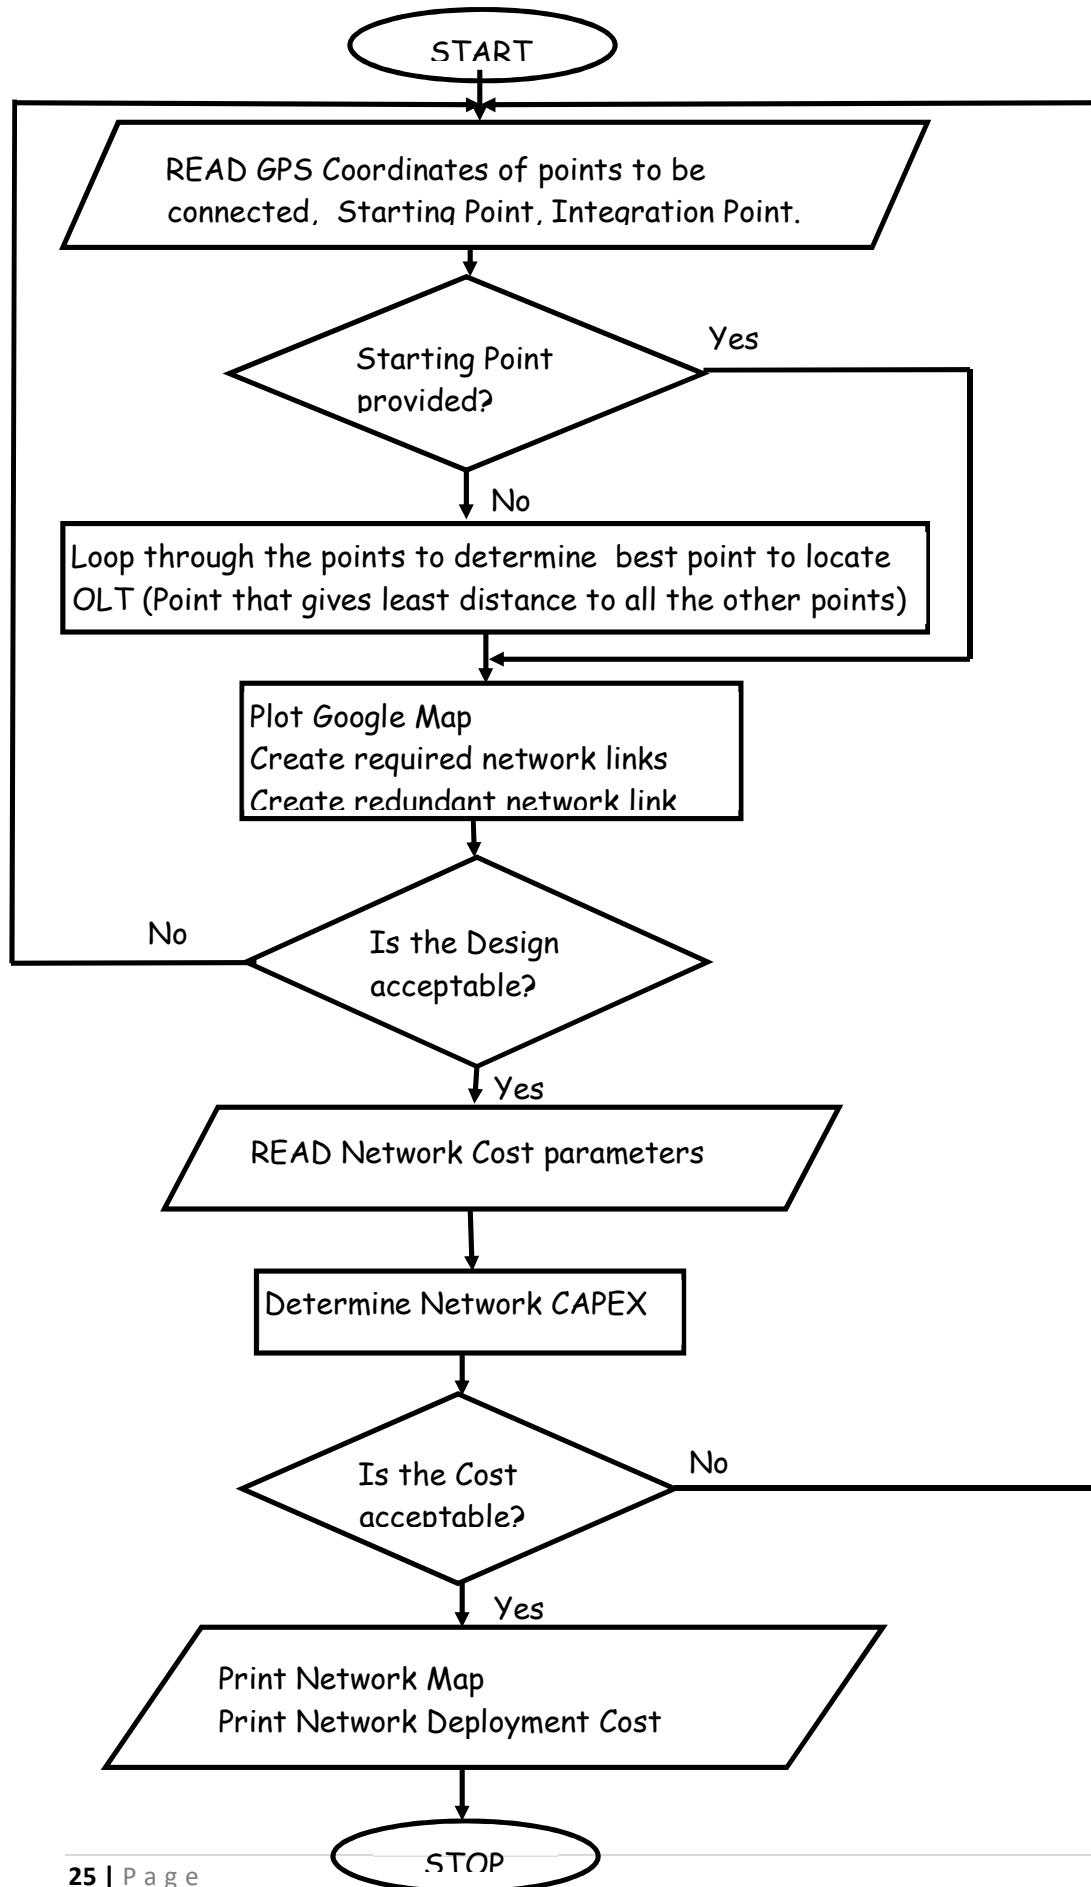 START
READ GPS Coordinates of points to be
connected, Starting Point, Integration Point.
Starting Point
provided?
Yes
No
Loop through the points to determine best point to locate
OLT (Point that gives least distance to all the other points)
Plot Google Map
Create required network links
Create redundant network link
Is the Design
acceptable?
No
Yes
READ Network Cost parameters
Determine Network CAPEX
Is the Cost
acceptable?
No
Yes
Print Network Map
Print Network Deployment Cost
STOP
25 | Page